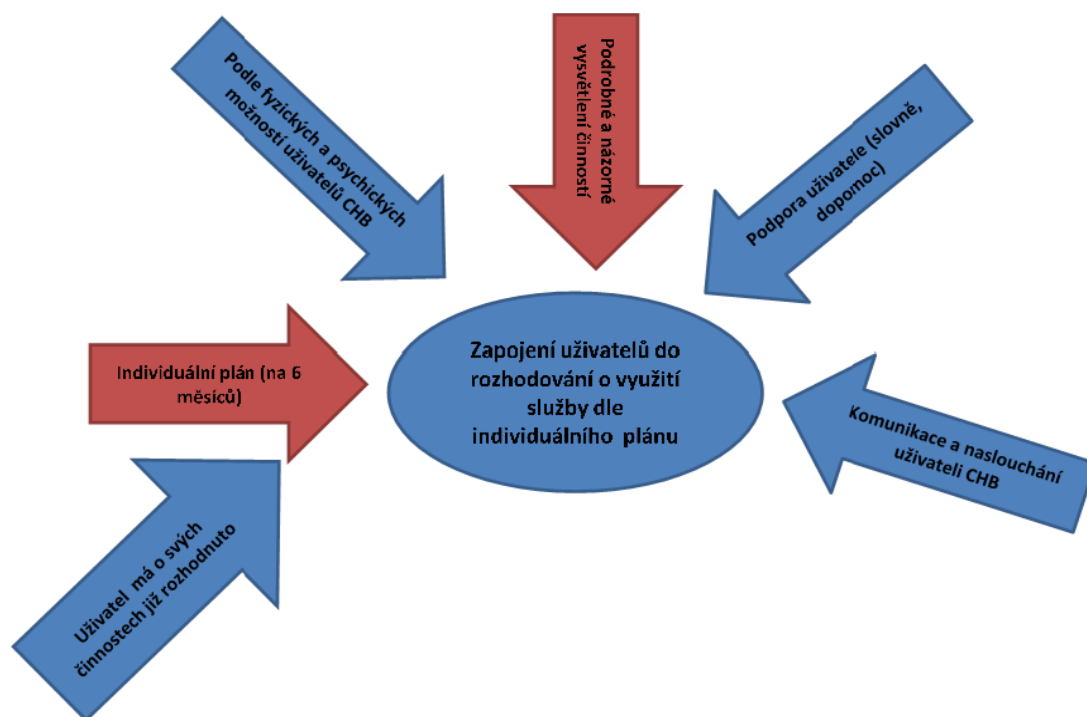 Podle fyzických a psychických
možností uživatelů CHB
Podrobné a názorné
vysvětlení činností
Podpora uživatele (slovně,
dopomoc)
Individuální plán (na 6
měsíců)
Zapojení uživatelů do
rozhodování o využití
služby dle
individuálního plánu
Komunikace a naslouchání
uživateli CHB
Uživatel má o svých
činnostech již rozhodnuto